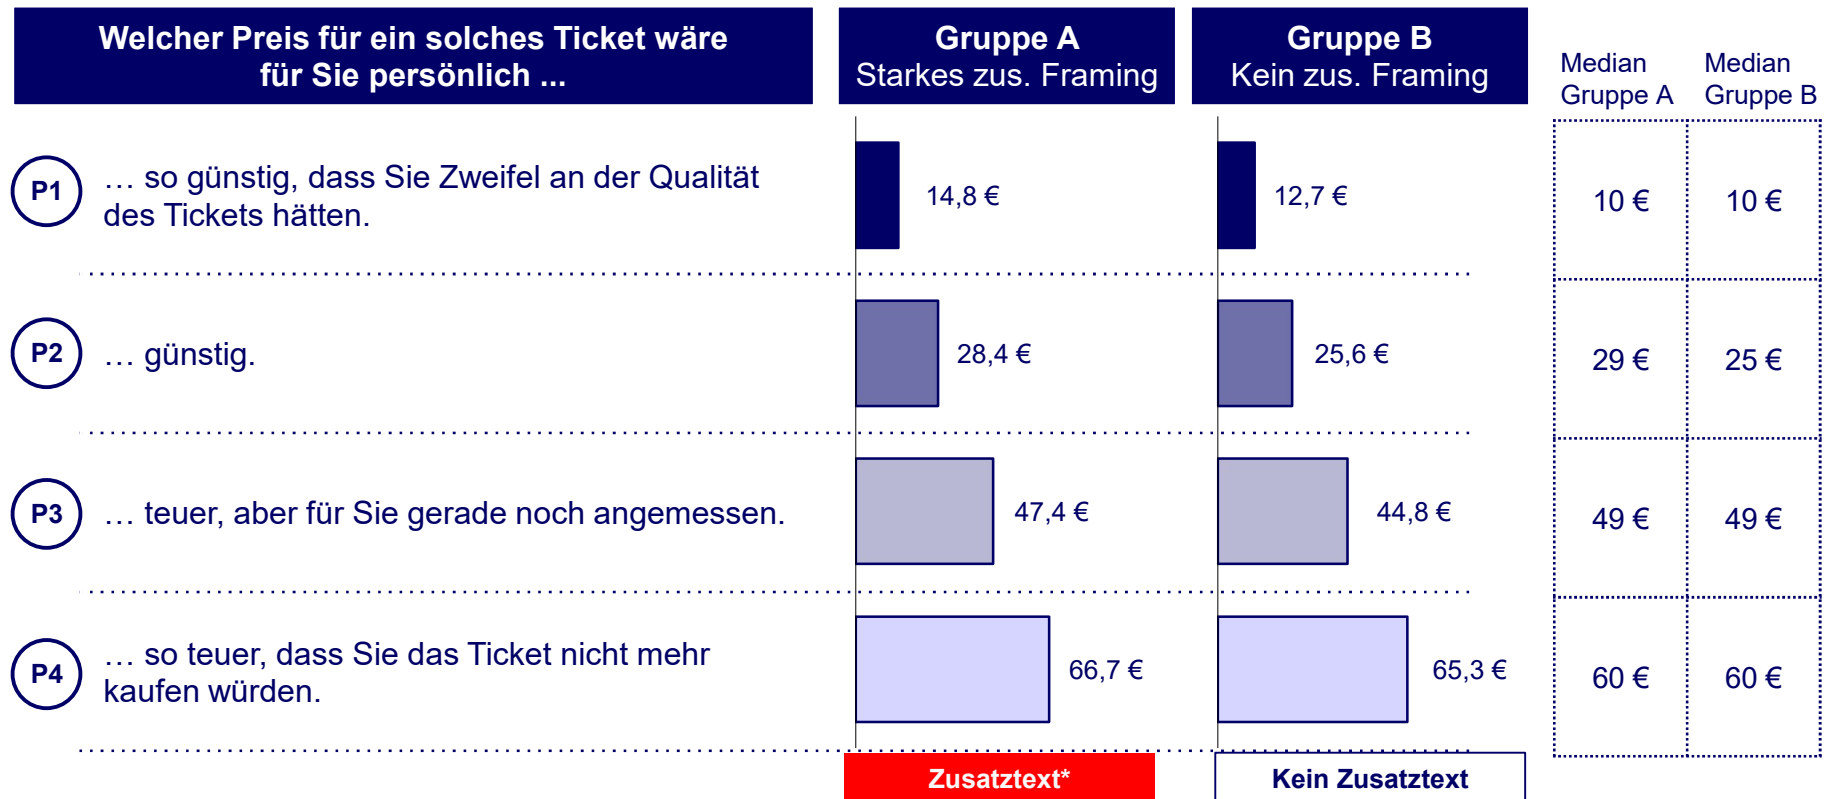 Welcher Preis für ein solches Ticket wäre
für Sie persönlich ...
Gruppe A
Starkes zus. Framing
Gruppe B
Kein zus. Framing
Median
Gruppe A
Median
Gruppe B
P1
… so günstig, dass Sie Zweifel an der Qualität
des Tickets hätten.
14,8 €
12,7 €
10 €
10 €
P2
… günstig.
28,4 €
25,6 €
29 €
25 €
P3
… teuer, aber für Sie gerade noch angemessen.
47,4 €
44,8 €
49 €
49 €
P4
… so teuer, dass Sie das Ticket nicht mehr
kaufen würden.
66,7 €
65,3 €
60 €
60 €
Zusatztext*
Kein Zusatztext